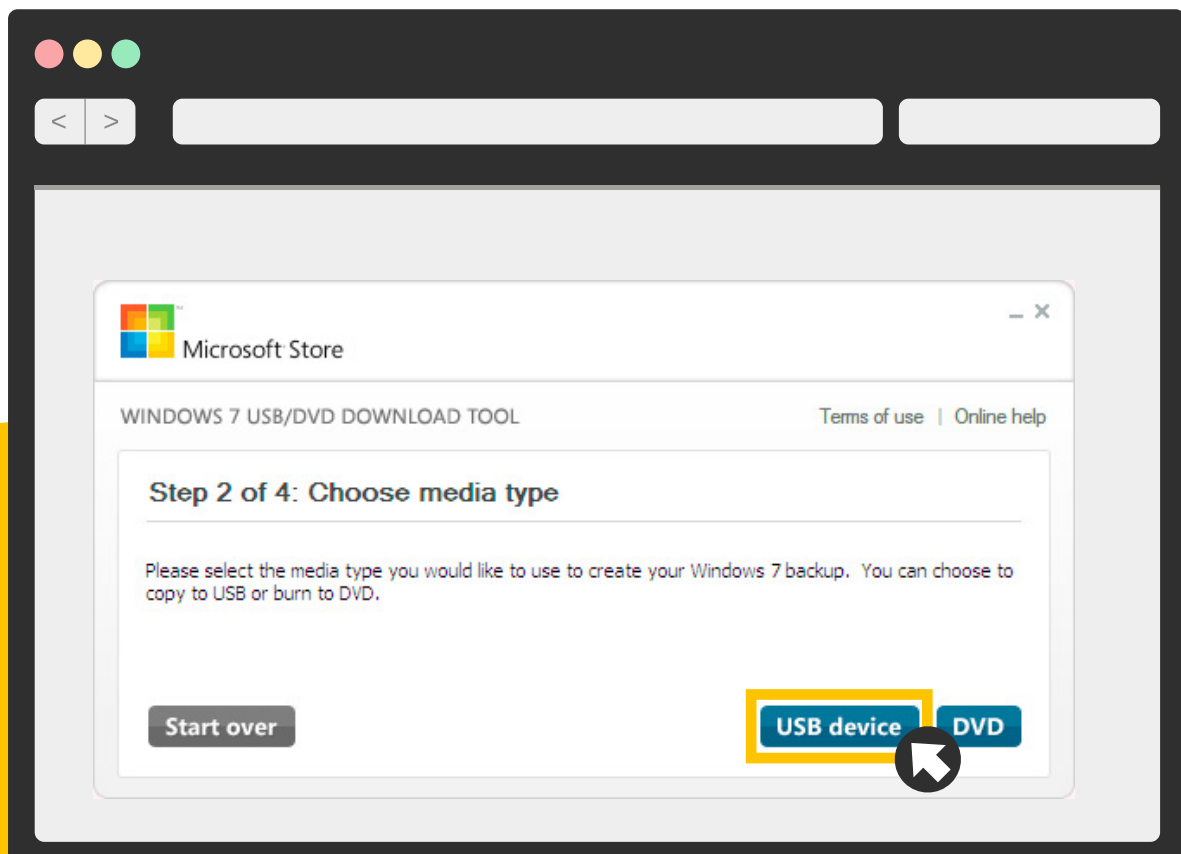 < >
Microsoft Store
WINDOWS 7 USB/DVD DOWNLOAD TOOL Terms of use | Online help
Step 2 of 4: Choose media type
Please select the media type you would like to use to create your Windows 7 backup. You can choose to
copy to USB or burn to DVD.
Start over USB device DVD